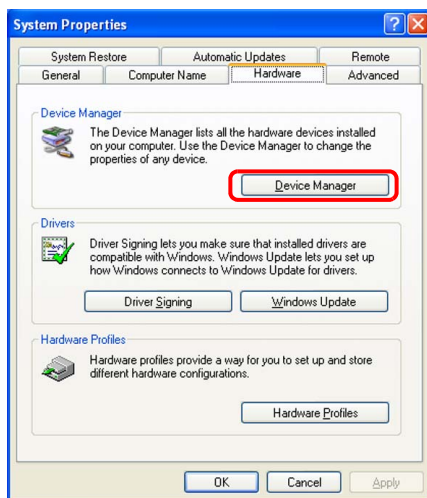 System Properties
System Restore Automatic Updates Remote
General Computer Name Hardware Advanced
Device Manager
The Device Manager lists all the hardware devices installed
on your computer. Use the Device Manager to change the
properties of any device.
Device Manager
Drivers
Driver Signing lets you make sure that installed drivers are
compatible with Windows. Windows Update lets you set up
how Windows connects to Windows Update for drivers.
Driver Signing Windows Update
Hardware Profiles
Hardware profiles provide a way for you to set up and store
different hardware configurations.
Hardware Profiles
OK Cancel Apply